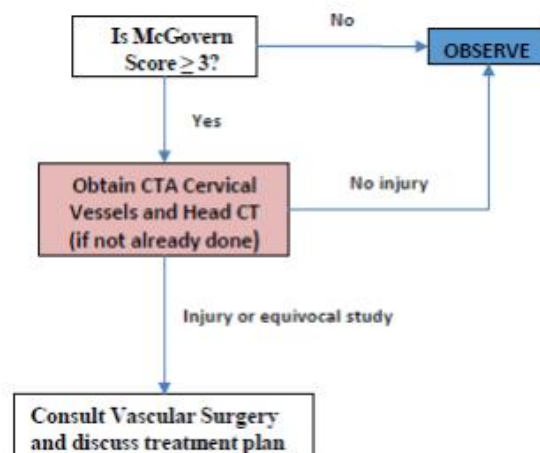 Is McGovern
Score ≥ 3?
No
OBSERVE
Yes
Obtain CTA Cervical
Vessels and Head CT
(if not already done)
No injury
Injury or equivocal study
Consult Vascular Surgery
and discuss treatment plan